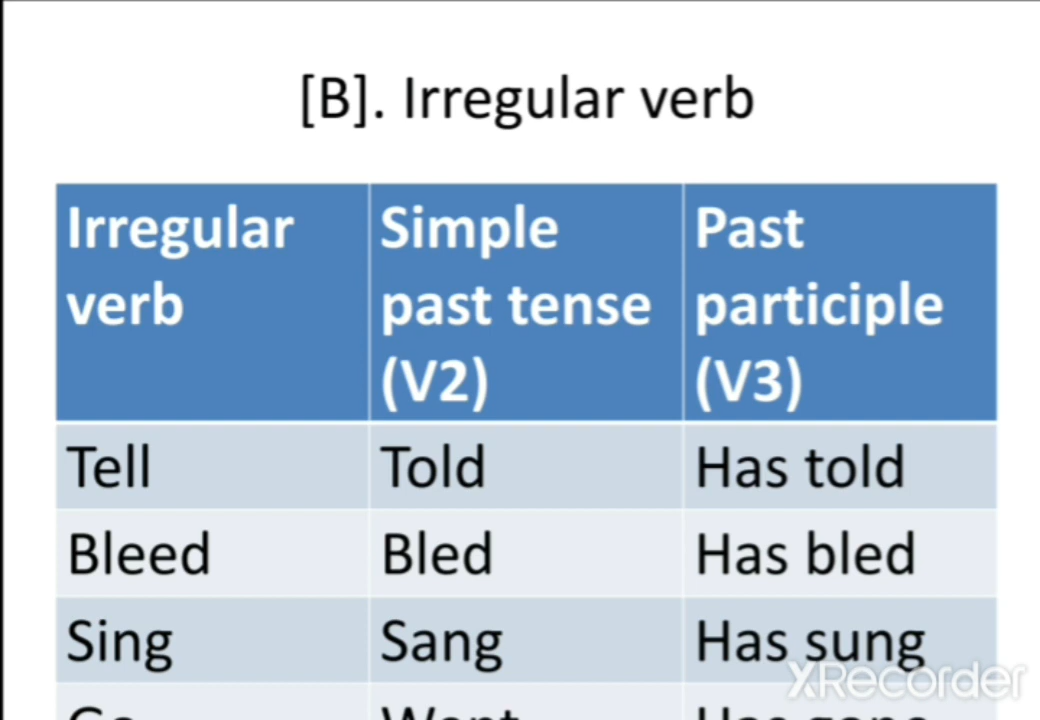 [B]. Irregular verb
Irregular verb
Simple past tense (V2)
Past participle (V3)
Tell Told Has told
Bleed Bled Has bled
Sing Sang Has sung
XRecorder